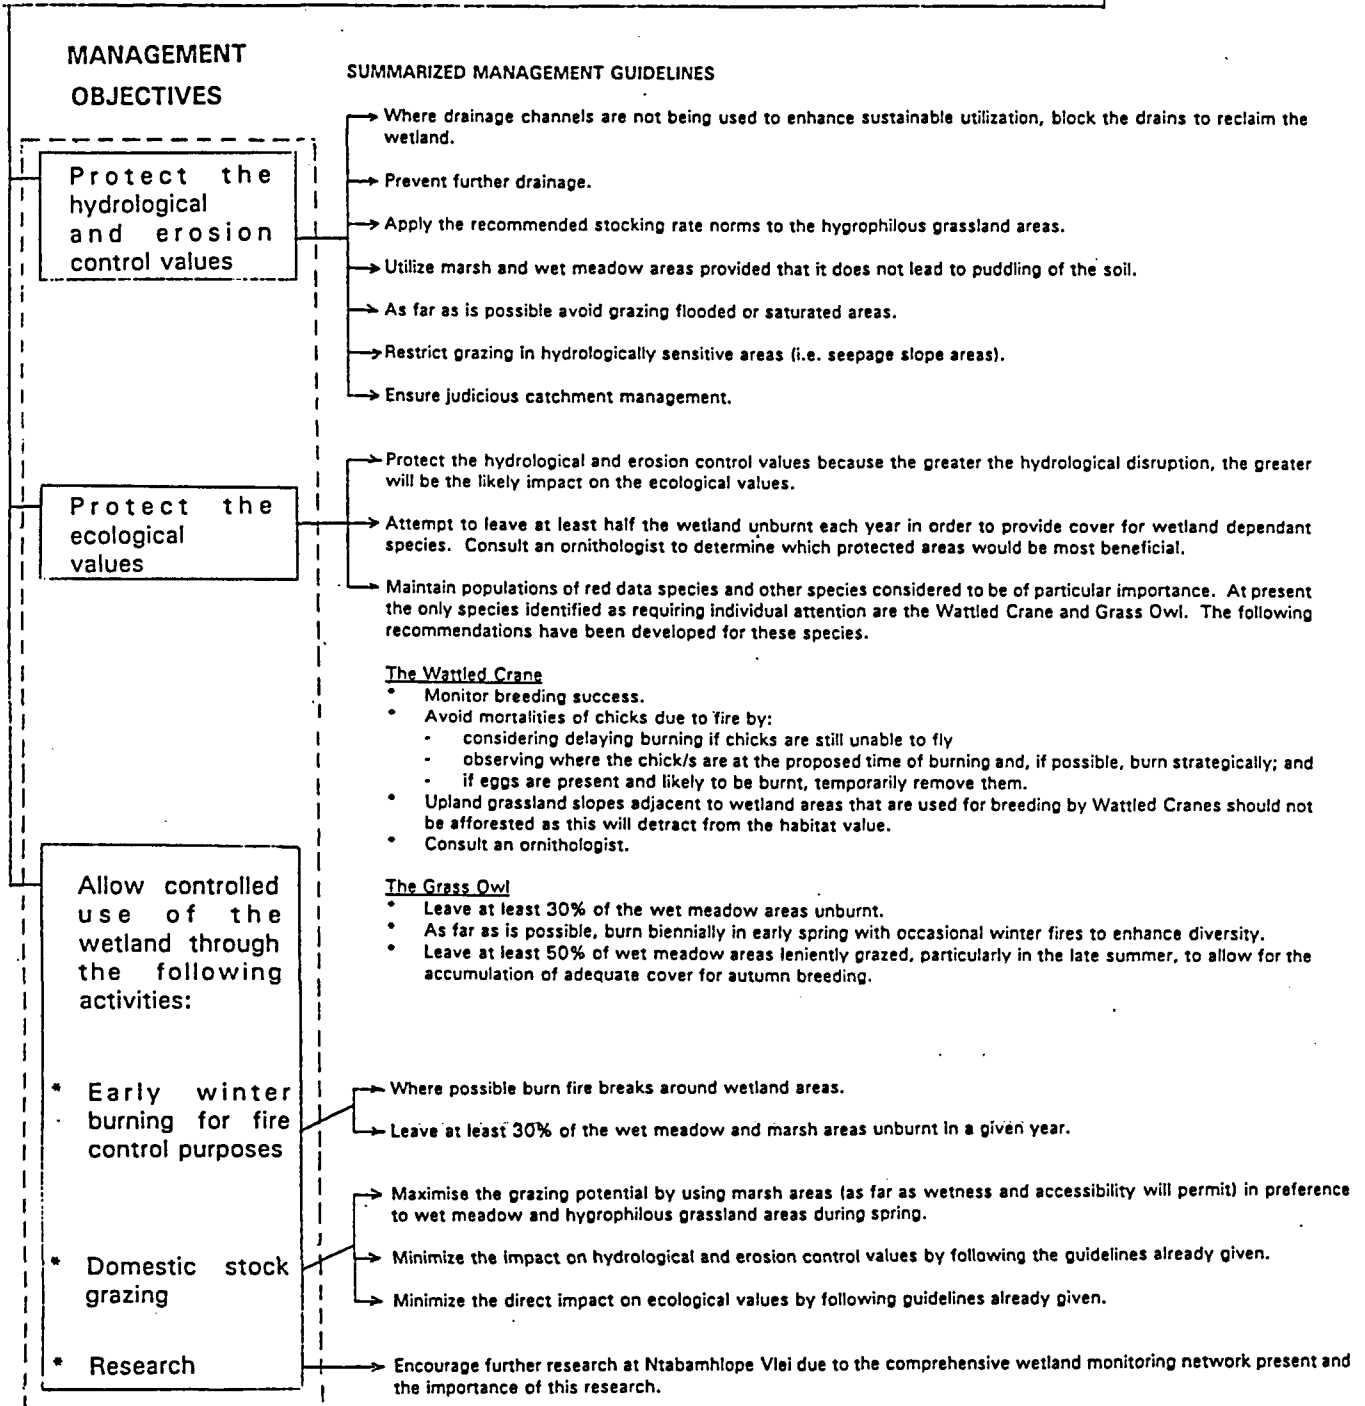 MANAGEMENT
OBJECTIVES
SUMMARIZED MANAGEMENT GUIDELINES
Protect the
hydrological
and erosion
control values
Where drainage channels are not being used to enhance sustainable utilization, block the drains to reclaim the
wetland.
Prevent further drainage.
Apply the recommended stocking rate norms to the hygrophilous grassland areas.
Utilize marsh and wet meadow areas provided that it does not lead to puddling of the soil.
As far as is possible avoid grazing flooded or saturated areas.
Restrict grazing in hydrologically sensitive areas (i.e. seepage slope areas).
Ensure judicious catchment management.
Protect the
ecological
values
Protect the hydrological and erosion control values because the greater the hydrological disruption, the greater
will be the likely impact on the ecological values.
Attempt to leave at least half the wetland unburnt each year in order to provide cover for wetland dependant
species. Consult an ornithologist to determine which protected areas would be most beneficial.
Maintain populations of red data species and other species considered to be of particular importance. At present
the only species identified as requiring individual attention are the Wattled Crane and Grass Owl. The following
recommendations have been developed for these species.
The Wattled Crane
* Monitor breeding success.
* Avoid mortalities of chicks due to fire by:
- considering delaying burning if chicks are still unable to fly
- observing where the chick/s are at the proposed time of burning and, if possible, burn strategically; and
- if eggs are present and likely to be burnt, temporarily remove them.
* Upland grassland slopes adjacent to wetland areas that are used for breeding by Wattled Cranes should not
be afforested as this will detract from the habitat value.
* Consult an ornithologist.
The Grass Owl
* Leave at least 30% of the wet meadow areas unburnt.
* As far as is possible, burn biennially in early spring with occasional winter fires to enhance diversity.
* Leave at least 50% of wet meadow areas leniently grazed, particularly in the late summer, to allow for the
accumulation of adequate cover for autumn breeding.
Allow controlled
use of the
wetland through
the following
activities:
* Early winter
burning for fire
control purposes
Where possible burn fire breaks around wetland areas.
Leave at least 30% of the wet meadow and marsh areas unburnt in a given year.
* Domestic stock
grazing
Maximise the grazing potential by using marsh areas (as far as wetness and accessibility will permit) in preference
to wet meadow and hygrophilous grassland areas during spring.
Minimize the impact on hydrological and erosion control values by following the guidelines already given.
Minimize the direct impact on ecological values by following guidelines already given.
* Research
Encourage further research at Ntabamhlope Vlei due to the comprehensive wetland monitoring network present and
the importance of this research.